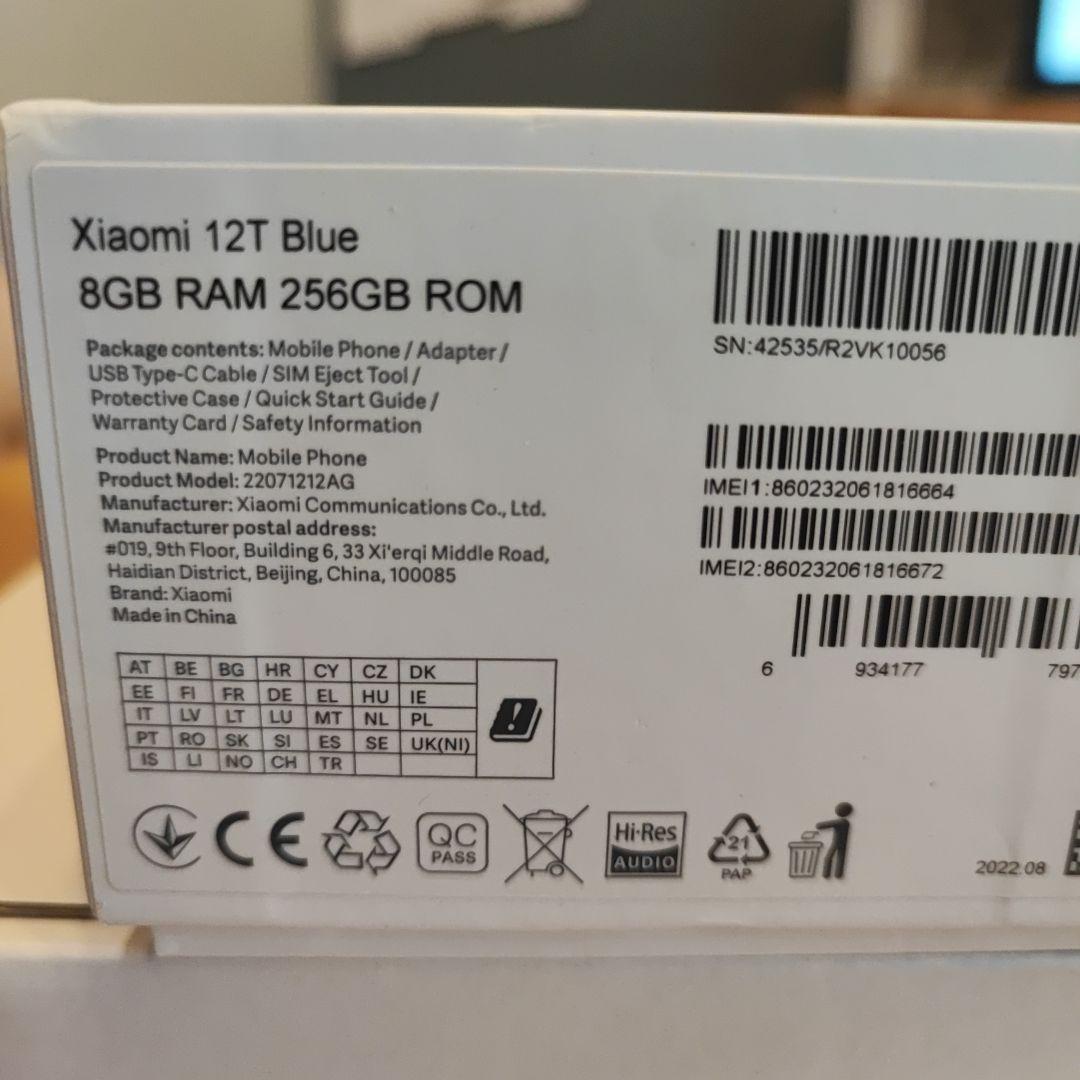 Xiaomi 12T Blue
8GB RAM 256GB ROM
Package contents: Mobile Phone / Adapter /
USB Type-C Cable / SIM Eject Tool /
Protective Case / Quick Start Guide /
Warranty Card / Safety Information
Product Name: Mobile Phone
Product Model: 22071212AG
Manufacturer: Xiaomi Communications Co., Ltd.
Manufacturer postal address:
#019, 9th Floor, Building 6, 33 Xi'erqi Middle Road,
Haidian District, Beijing, China, 100085
Brand: Xiaomi
Made in China
AT BE BG HR CY CZ DK
EE FI FR DE EL HU IE
IT LV LT LU MT NL PL
PT RO SK SI ES SE UK(NI)
IS LI NO CH TR
SN:42535/R2VK10056
IMEI1:860232061816664
IMEI2:860232061816672
6 934177 797
CE
QC
PASS
Hi-Res
AUDIO
21
PAP
2022.08